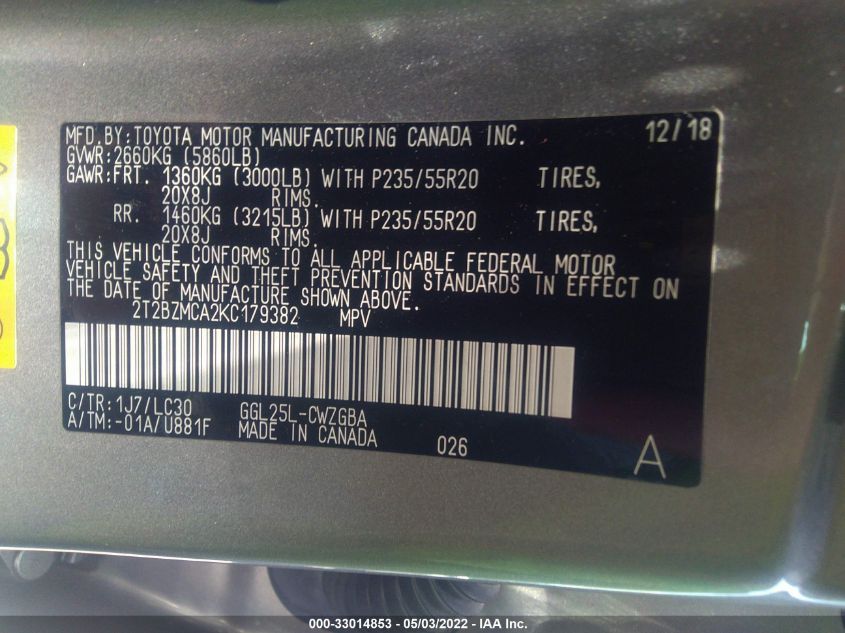 MFD.BY:TOYOTA MOTOR MANUFACTURING CANADA INC. 12/18
GVWR:2660KG (5860LB)
GAWR:FRT. 1360KG (3000LB) WITH P235/55R20 TIRES,
20X8J RIMS.
RR. 1460KG (3215LB) WITH P235/55R20 TIRES,
20X8J RIMS.
THIS VEHICLE CONFORMS TO ALL APPLICABLE FEDERAL MOTOR
VEHICLE SAFETY AND THEFT PREVENTION STANDARDS IN EFFECT ON
THE DATE OF MANUFACTURE SHOWN ABOVE.
2T2BZMCA2KC179382 MPV
C/TR:1J7/LC30 GGL25L-CWZGBA
A/TM:-01A/U881F MADE IN CANADA 026
A
000-33014853 - 05/03/2022 - IAA Inc.